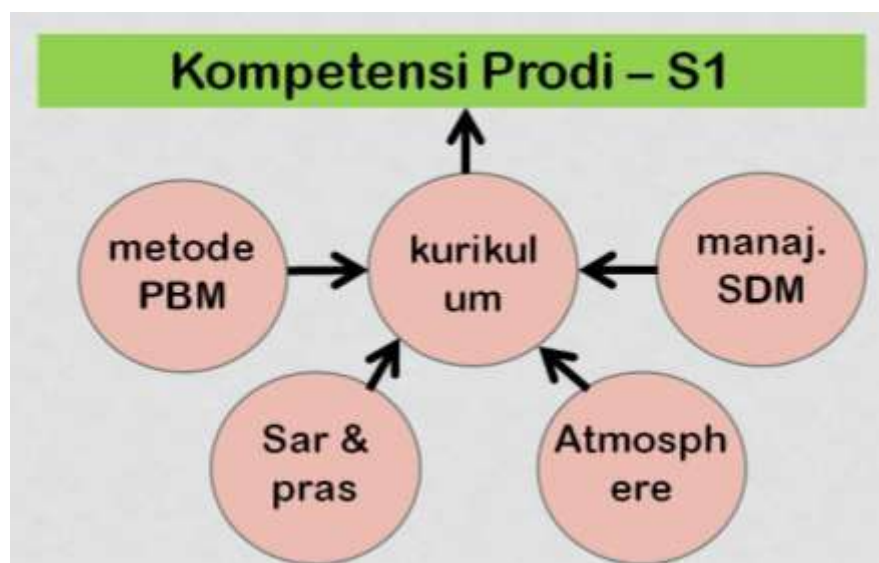 Kompetensi Prodi – S1
metode
PBM
kurikul
um
manaj.
SDM
Sar &
pras
Atmosph
ere